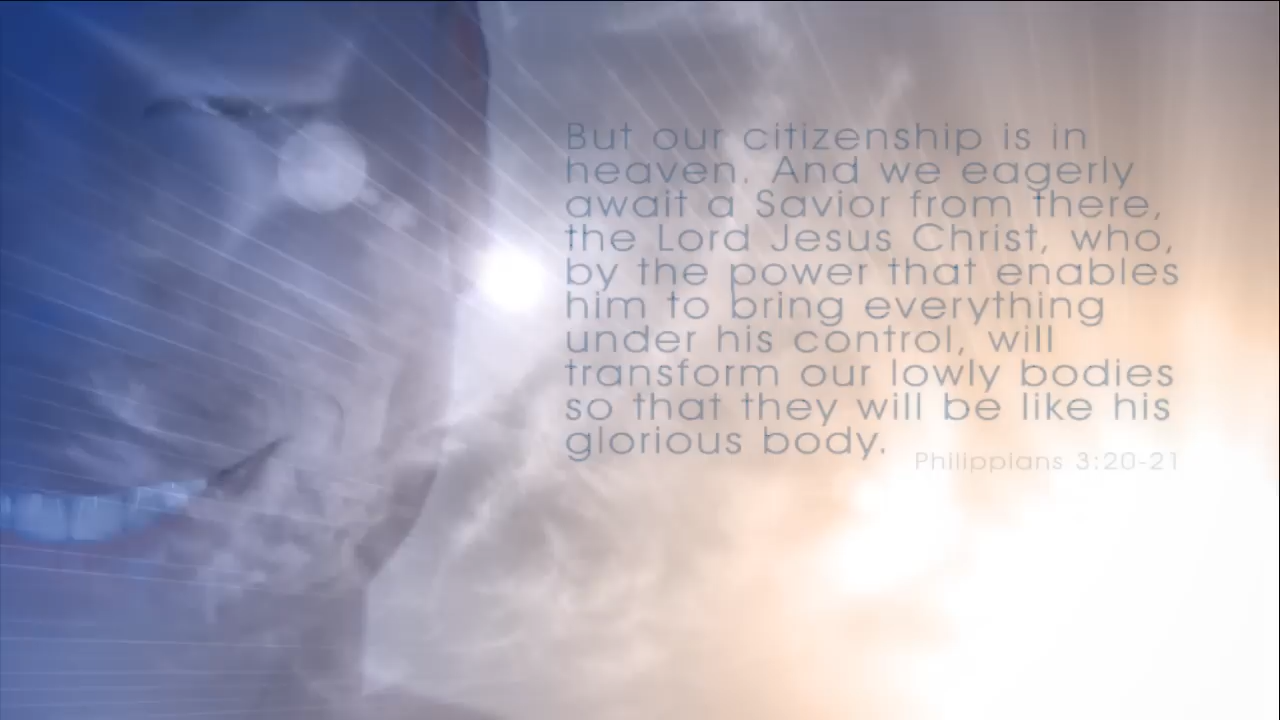 But our citizenship is in
heaven. And we eagerly
await a Savior from there,
the Lord Jesus Christ, who,
by the power that enables
him to bring everything
under his control, will
transform our lowly bodies
so that they will be like his
glorious body.
Philippians 3:20-21